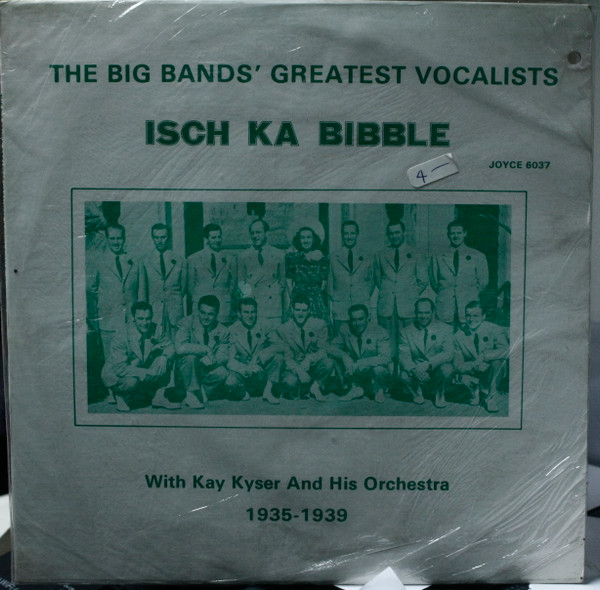 THE BIG BANDS' GREATEST VOCALISTS
ISCH KA BIBBLE
JOYCE 6037
4—
With Kay Kyser And His Orchestra
1935-1939